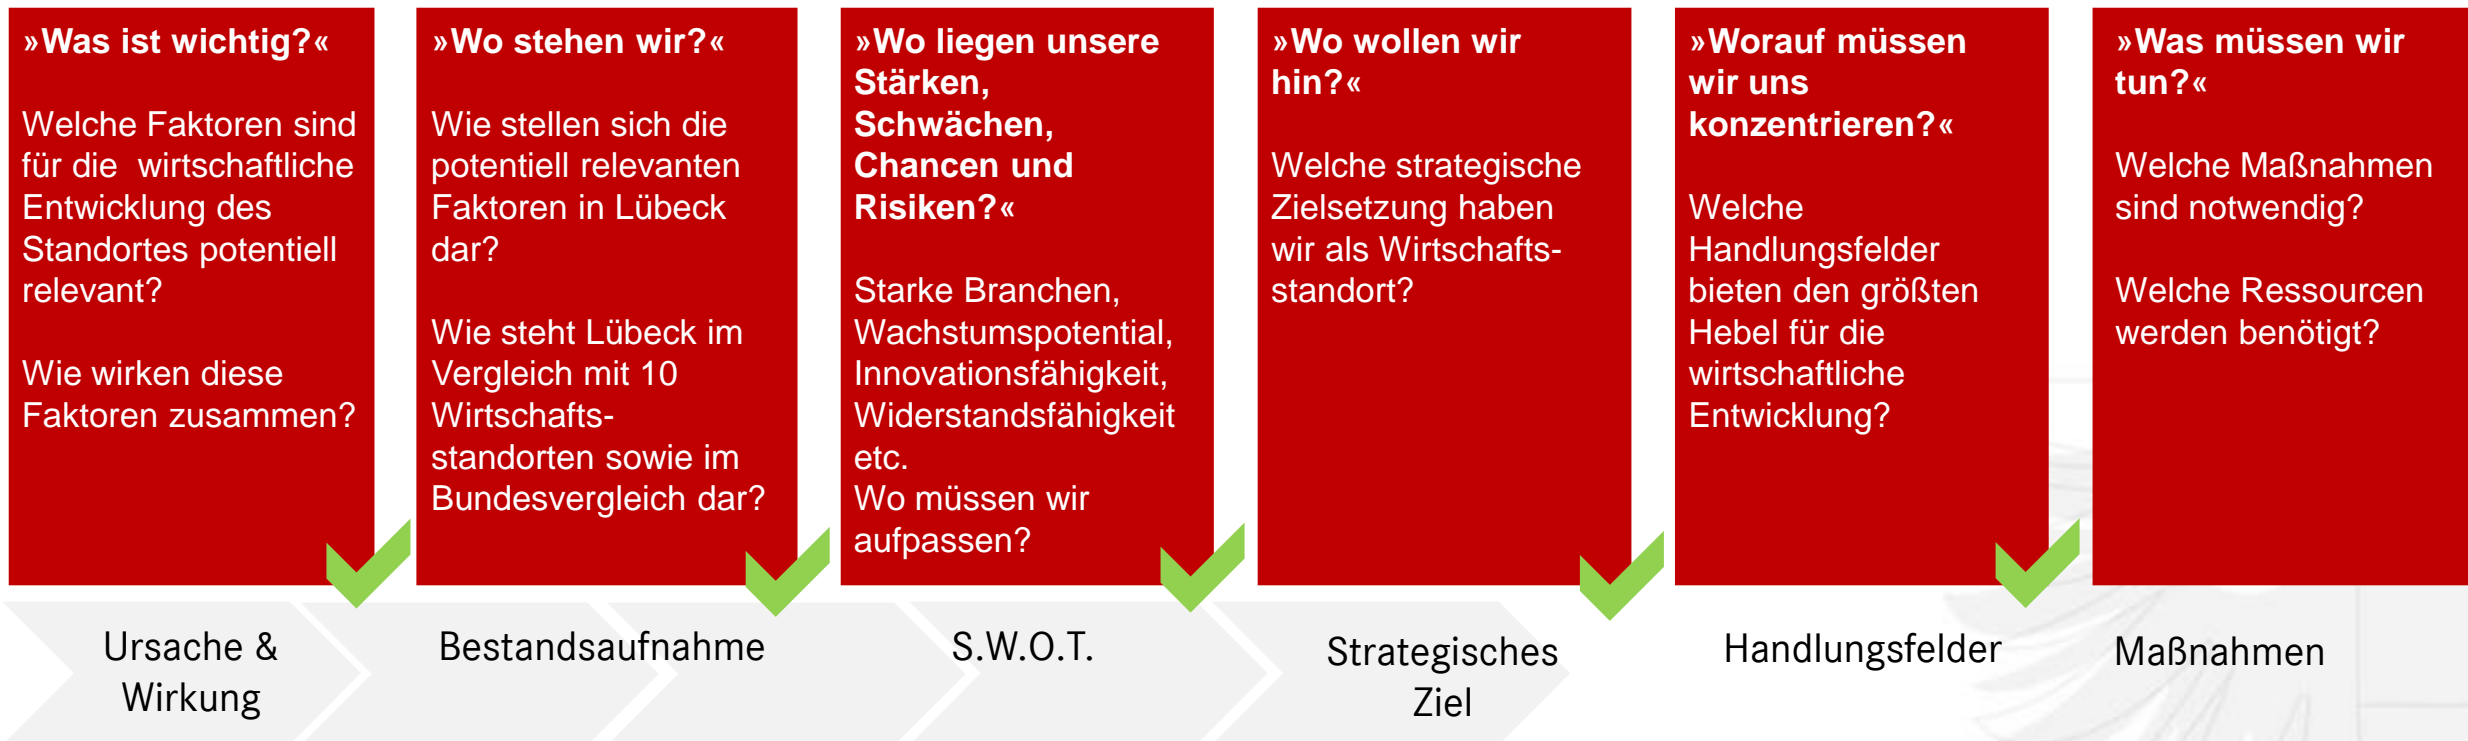 »Was ist wichtig?«
Welche Faktoren sind
für die wirtschaftliche
Entwicklung des
Standortes potentiell
relevant?
Wie wirken diese
Faktoren zusammen?
»Wo stehen wir?«
Wie stellen sich die
potentiell relevanten
Faktoren in Lübeck
dar?
Wie steht Lübeck im
Vergleich mit 10
Wirtschafts-
standorten sowie im
Bundesvergleich dar?
»Wo liegen unsere
Stärken,
Schwächen,
Chancen und
Risiken?«
Starke Branchen,
Wachstumspotential,
Innovationsfähigkeit,
Widerstandsfähigkeit
etc.
Wo müssen wir
aufpassen?
»Wo wollen wir
hin?«
Welche strategische
Zielsetzung haben
wir als Wirtschafts-
standort?
»Worauf müssen
wir uns
konzentrieren?«
Welche
Handlungsfelder
bieten den größten
Hebel für die
wirtschaftliche
Entwicklung?
»Was müssen wir
tun?«
Welche Maßnahmen
sind notwendig?
Welche Ressourcen
werden benötigt?
Ursache &
Wirkung
Bestandsaufnahme
S.W.O.T.
Strategisches
Ziel
Handlungsfelder
Maßnahmen